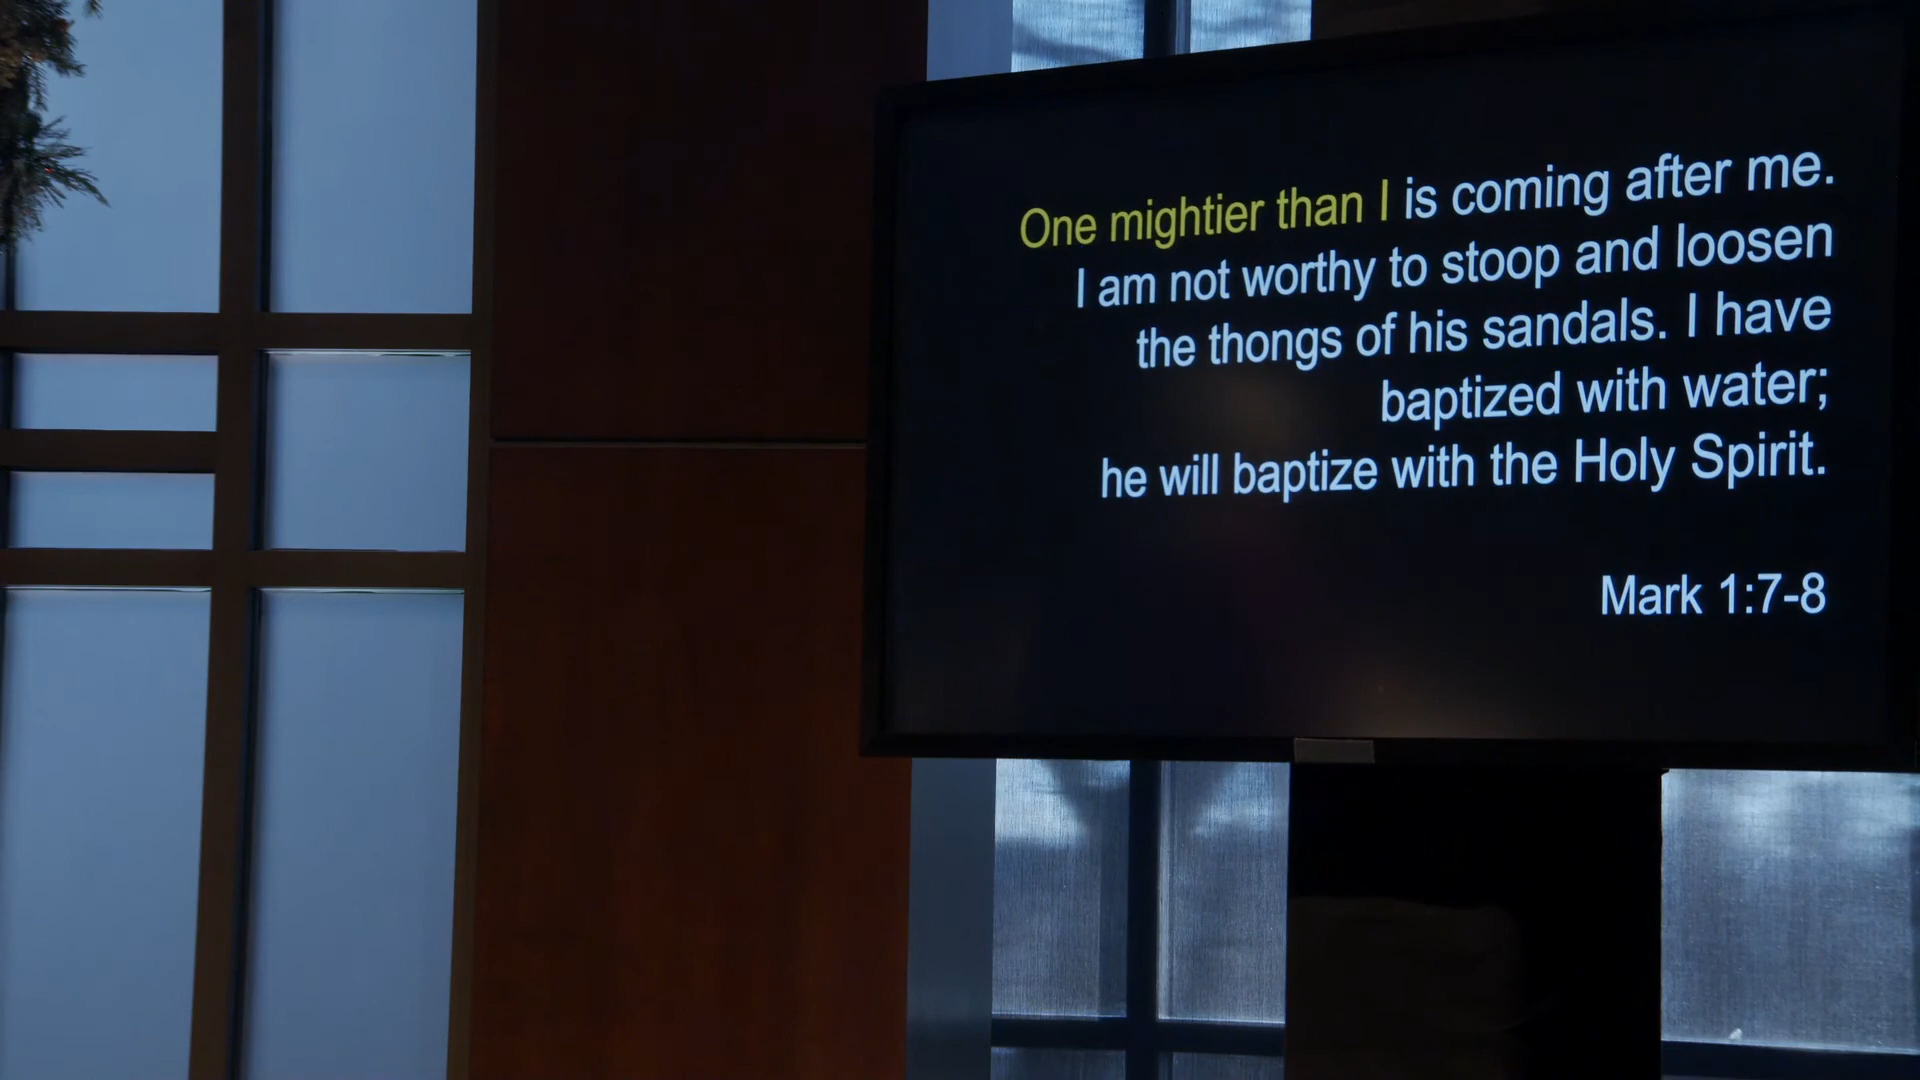 One mightier than I is coming after me.
I am not worthy to stoop and loosen
the thongs of his sandals. I have
baptized with water;
he will baptize with the Holy Spirit.
Mark 1:7-8